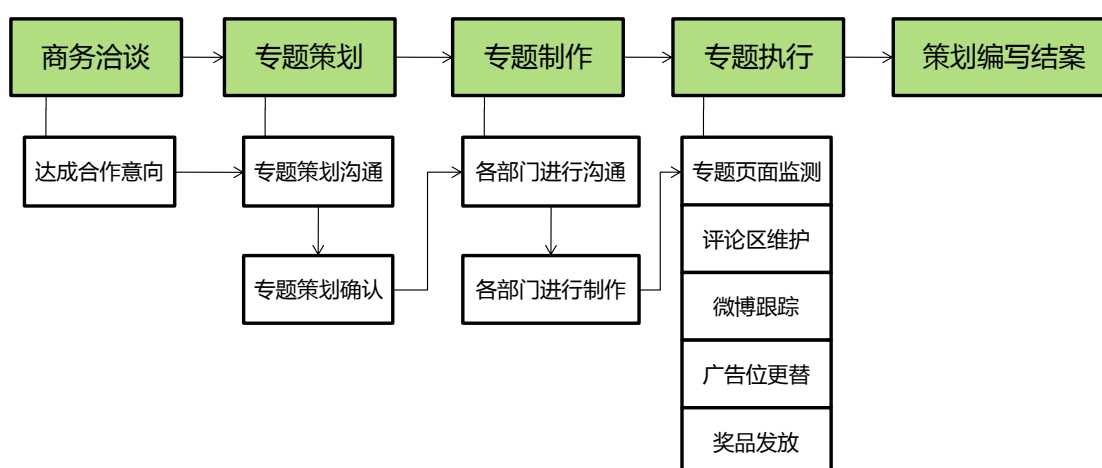 商务洽谈
专题策划
专题制作
专题执行
策划编写结案
达成合作意向
专题策划沟通
各部门进行沟通
专题页面监测
评论区维护
专题策划确认
各部门进行制作
微博跟踪
广告位更替
奖品发放